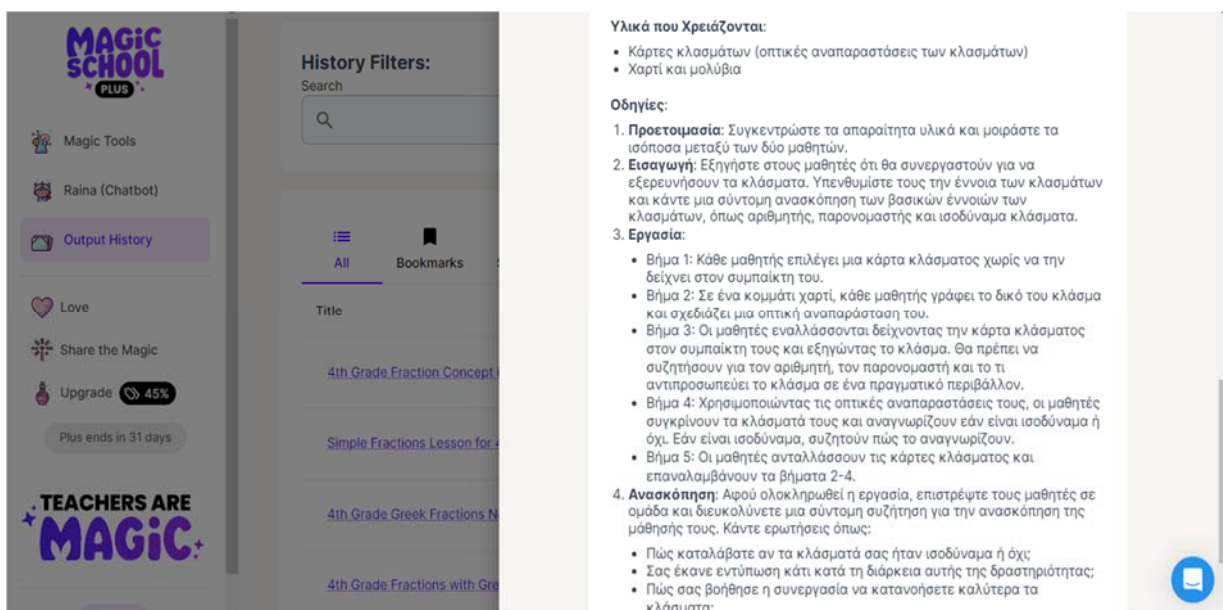 MAGIC
SCHOOL
PLUS
Magic Tools
Raina (Chatbot)
Output History
Love
Share the Magic
Upgrade 45%
Plus ends in 31 days
TEACHERS ARE
MAGIC
History Filters:
Search
All
Bookmarks
Title
4th Grade Fraction Concept
Simple Fractions Lesson for
4th Grade Greek Fractions
4th Grade Fractions with Gre
Υλικά που Χρειάζονται:
• Κάρτες κλασμάτων (οπτικές αναπαραστάσεις των κλασμάτων)
• Χαρτί και μολύβια
Οδηγίες:
1. Προετοιμασία: Συγκεντρώστε τα απαραίτητα υλικά και μοιράστε τα
ισόποσα μεταξύ των δύο μαθητών.
2. Εισαγωγή: Εξηγήστε στους μαθητές ότι θα συνεργαστούν για να
εξερευνήσουν τα κλάσματα. Υπενθυμίστε τους την έννοια των κλασμάτων
και κάντε μια σύντομη ανασκόπηση των βασικών έννοιών των
κλασμάτων, όπως αριθμητής, παρονομαστής και ισοδύναμα κλάσματα.
3. Εργασία:
• Βήμα 1: Κάθε μαθητής επιλέγει μια κάρτα κλάσματος χωρίς να την
δείχνει στον συμπαίκτη του.
• Βήμα 2: Σε ένα κομμάτι χαρτί, κάθε μαθητής γράφει το δικό του κλάσμα
και σχεδιάζει μια οπτική αναπαράσταση του.
• Βήμα 3: Οι μαθητές εναλλάσσονται δείχνοντας την κάρτα κλάσματος
στον συμπαίκτη τους και εξηγώντας το κλάσμα. Θα πρέπει να
συζητήσουν για τον αριθμητή, τον παρονομαστή και το τι
αντιπροσωπεύει το κλάσμα σε ένα πραγματικό περιβάλλον.
• Βήμα 4: Χρησιμοποιώντας τις οπτικές αναπαραστάσεις τους, οι μαθητές
συγκρίνουν τα κλάσματά τους και αναγνωρίζουν εάν είναι ισοδύναμα ή
όχι. Εάν είναι ισοδύναμα, συζητούν πώς το αναγνωρίζουν.
• Βήμα 5: Οι μαθητές ανταλλάσσουν τις κάρτες κλάσματος και
επαναλαμβάνουν τα βήματα 2-4.
4. Ανασκόπηση: Αφού ολοκληρωθεί η εργασία, επιστρέψτε τους μαθητές σε
ομάδα και διευκολύνετε μια σύντομη συζήτηση για την ανασκόπηση της
μάθησής τους. Κάντε ερωτήσεις όπως:
• Πώς καταλάβατε αν τα κλάσματά σας ήταν ισοδύναμα ή όχι;
• Σας έκανε εντύπωση κάτι κατά τη διάρκεια αυτής της δραστηριότητας;
• Πώς σας βοήθησε η συνεργασία να κατανοήσετε καλύτερα τα
κλάσματα;